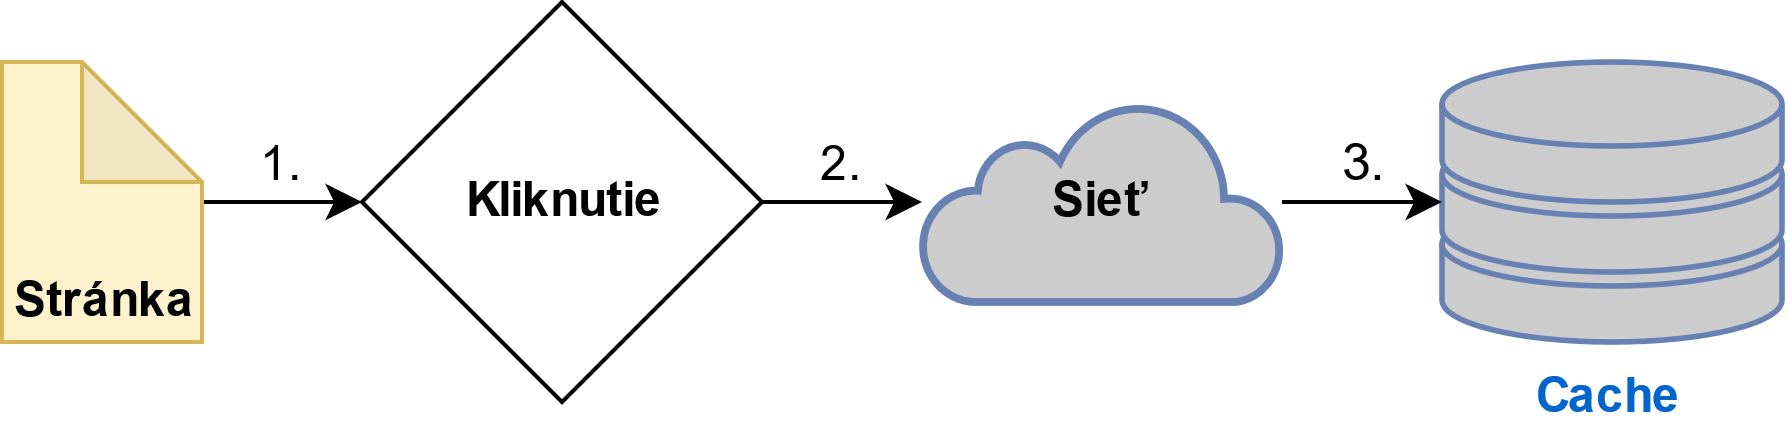 1.
2.
3.
Kliknutie
Sieť
Stránka
Cache